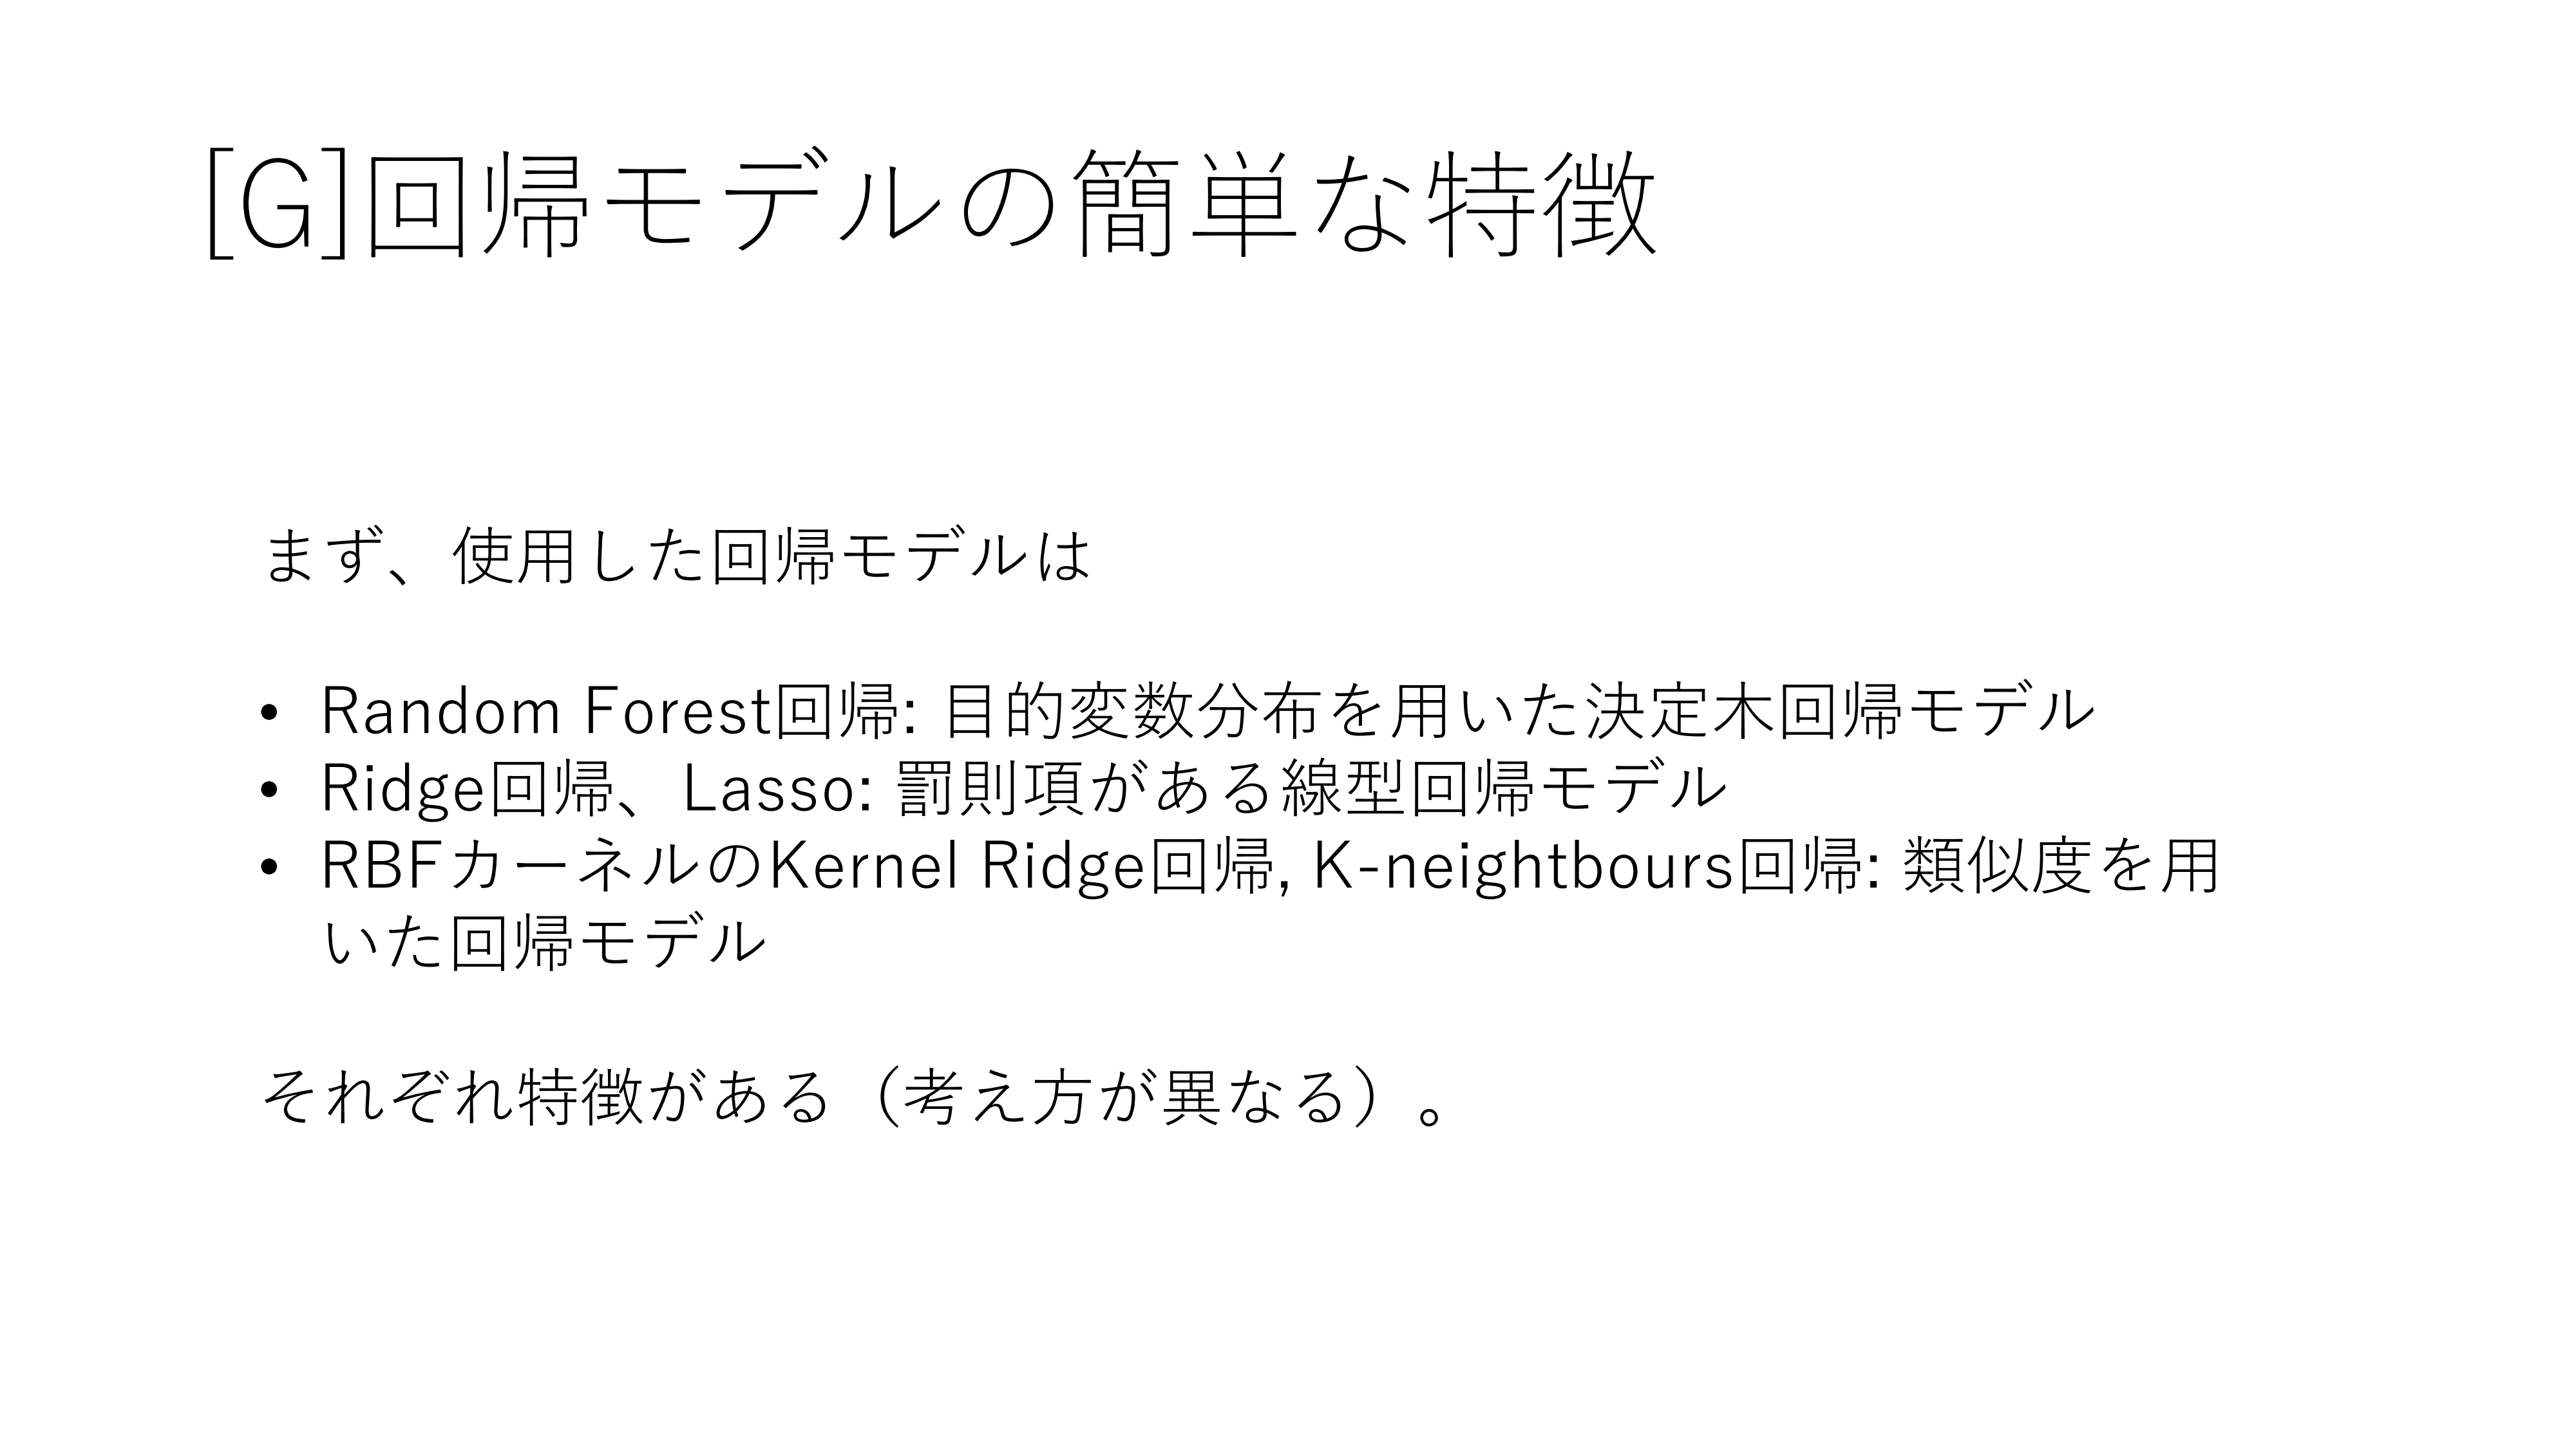 [G]回帰モデルの簡単な特徴
まず、使用した回帰モデルは
• Random Forest回帰: 目的変数分布を用いた決定木回帰モデル
• Ridge回帰、Lasso: 罰則項がある線型回帰モデル
• RBFカーネルのKernel Ridge回帰, K-neightbours回帰: 類似度を用
いた回帰モデル
それぞれ特徴がある（考え方が異なる）。